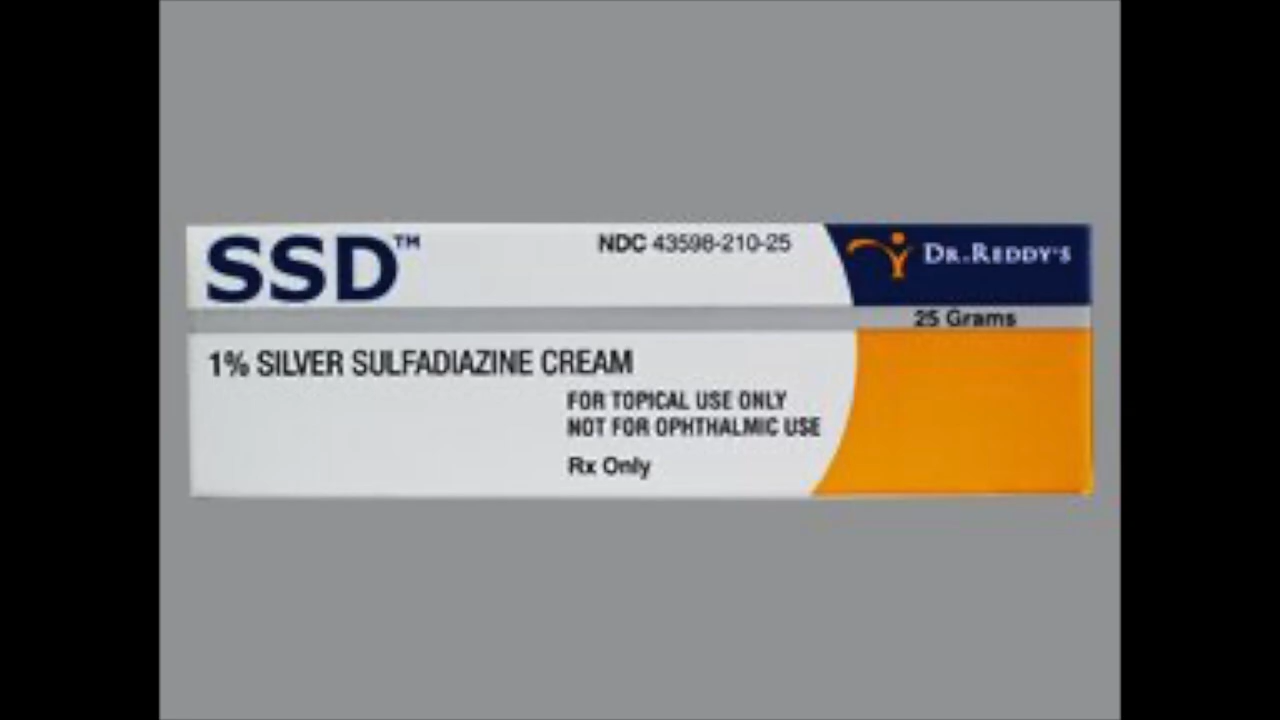 SSD™
NDC 43598-210-25
DR.REDDY'S
25 Grams
1% SILVER SULFADIAZINE CREAM
FOR TOPICAL USE ONLY
NOT FOR OPHTHALMIC USE
Rx Only